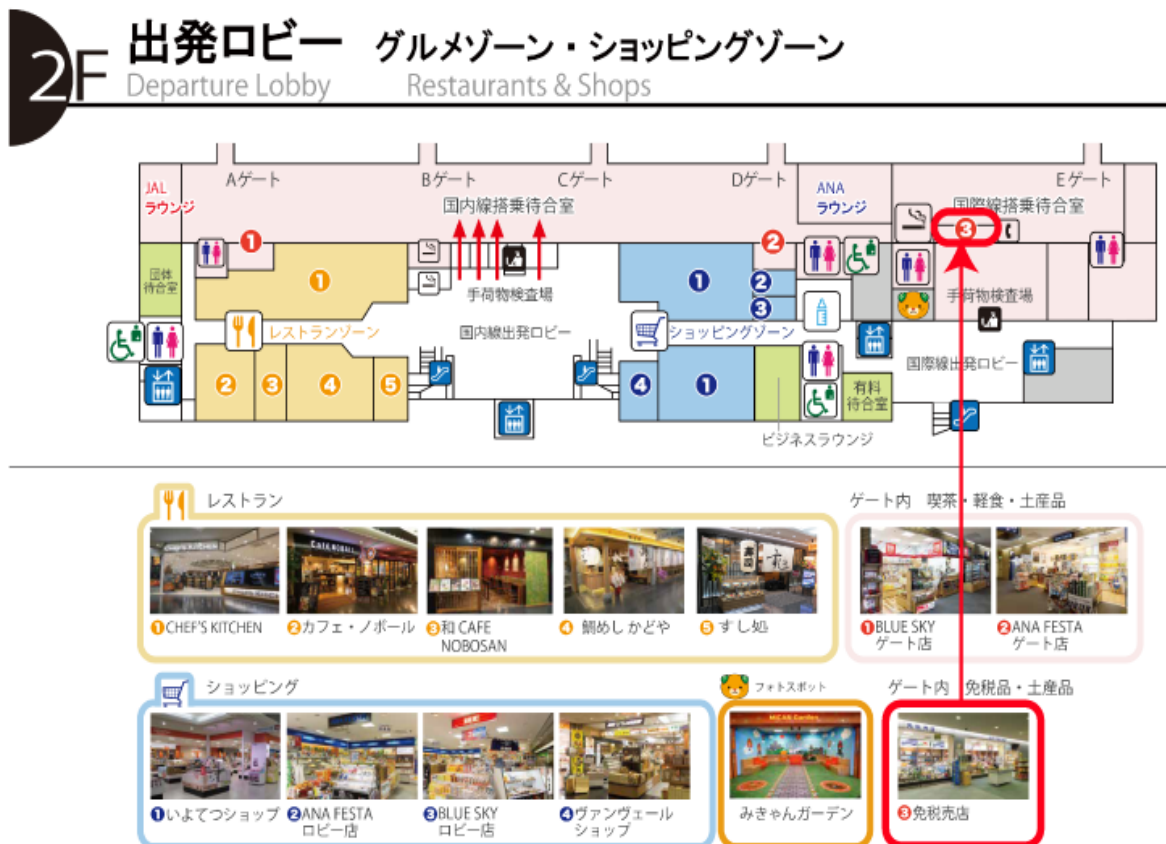 2F 出発ロビー グルメゾーン・ショッピングゾーン
Departure Lobby Restaurants & Shops
JAL
ラウンジ
Aゲート
Bゲート
Cゲート
Dゲート
ANA
ラウンジ
Eゲート
国内線搭乗待合室
国際線搭乗待合室
❶
❷
❸
団体
待合室
❶
手荷物検査場
❶
❷
❸
手荷物検査場
レストランゾーン
国内線出発ロビー
ショッピングゾーン
国際線出発ロビー
❷
❸
❹
❺
❹
❶
有料
待合室
ビジネスラウンジ
レストラン
ゲート内 喫茶・軽食・土産品
❶CHEF'S KITCHEN
❷カフェ・ノボール
❸和 CAFE
NOBOSAN
❹ 鯛めし かどや
❺ すし処
❶BLUE SKY
ゲート店
❷ANA FESTA
ゲート店
ショッピング
フォトスポット
ゲート内 免税品・土産品
MiCAN Garden
❶いよてつショップ
❷ANA FESTA
ロビー店
❸BLUE SKY
ロビー店
❹ヴァンヴェール
ショップ
みきゃんガーデン
❸免税売店